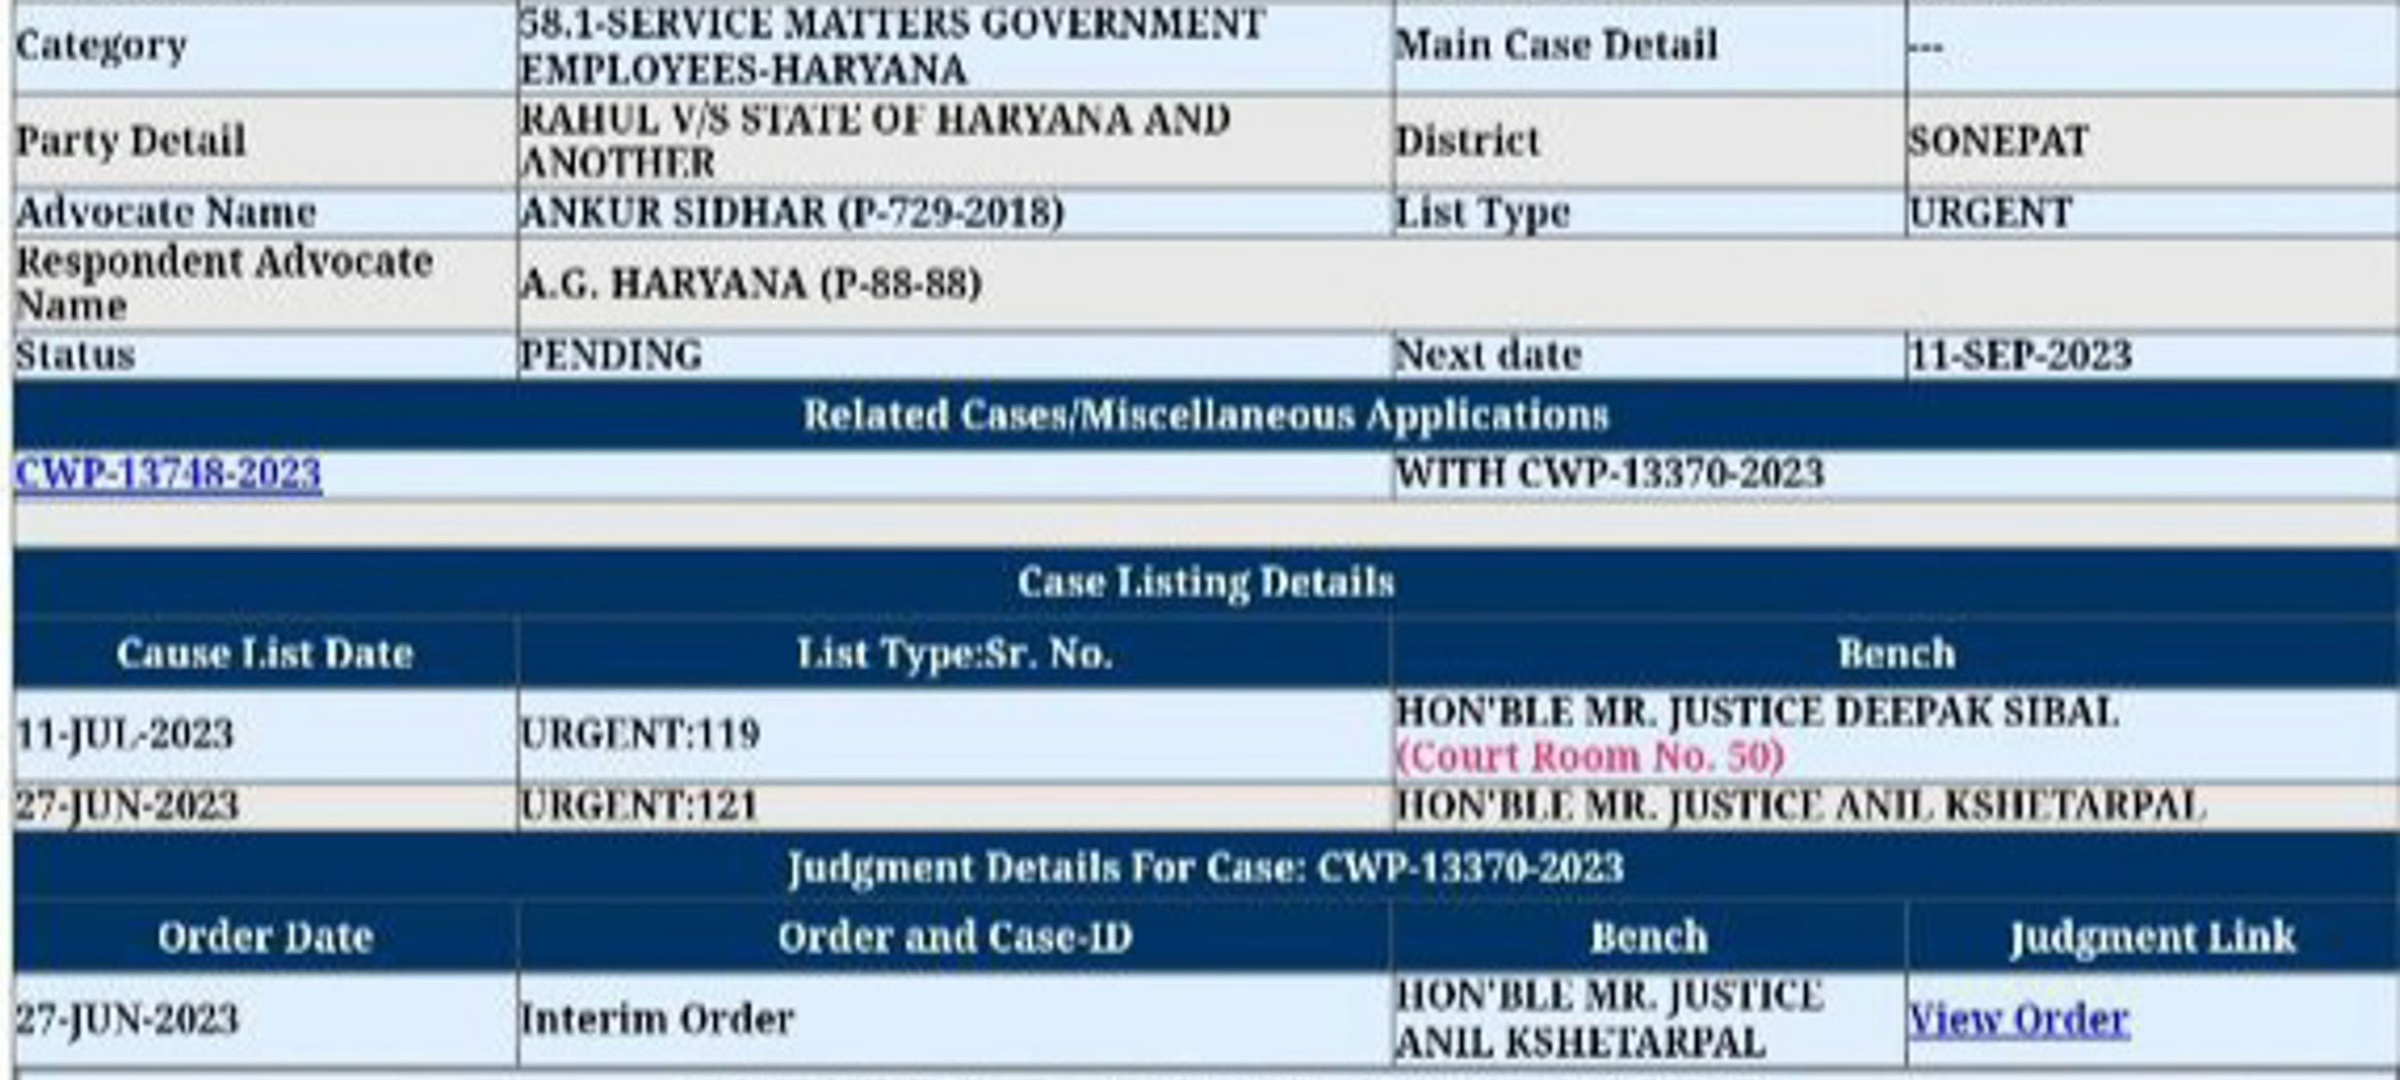 Category
58.1-SERVICE MATTERS GOVERNMENT
EMPLOYEES-HARYANA
Main Case Detail
---
Party Detail
RAHUL V/S STATE OF HARYANA AND
ANOTHER
District
SONEPAT
Advocate Name
ANKUR SIDHAR (P-729-2018)
List Type
URGENT
Respondent Advocate
Name
A.G. HARYANA (P-88-88)
Status
PENDING
Next date
11-SEP-2023
Related Cases/Miscellaneous Applications
CWP-13748-2023
WITH CWP-13370-2023
Case Listing Details
Cause List Date
List Type:Sr. No.
Bench
11-JUL-2023
URGENT:119
HON'BLE MR. JUSTICE DEEPAK SIBAL
(Court Room No. 50)
27-JUN-2023
URGENT:121
HON'BLE MR. JUSTICE ANIL KSHETARPAL
Judgment Details For Case: CWP-13370-2023
Order Date
Order and Case-ID
Bench
Judgment Link
27-JUN-2023
Interim Order
HON'BLE MR. JUSTICE
ANIL KSHETARPAL
View Order